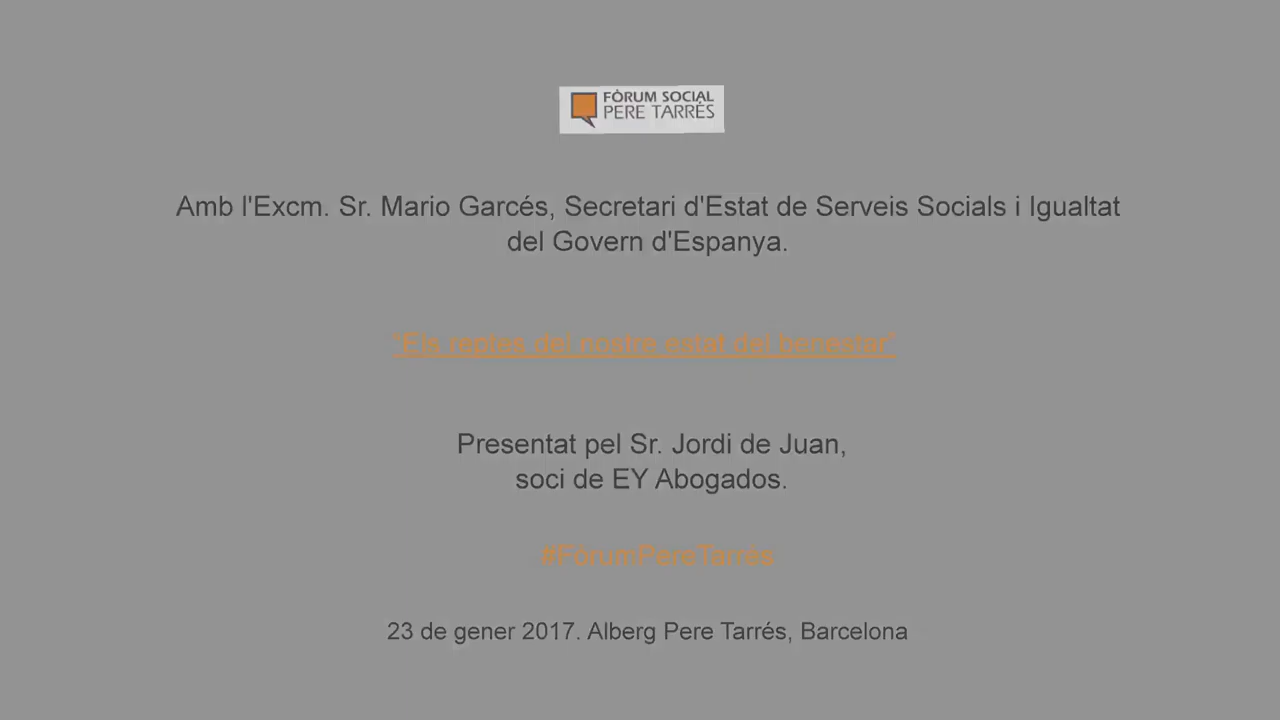 FÒRUM SOCIAL
PERE TARRÉS
Amb l'Excm. Sr. Mario Garcés, Secretari d'Estat de Serveis Socials i Igualtat
del Govern d'Espanya.
"Els reptes del nostre estat del benestar"
Presentat pel Sr. Jordi de Juan,
soci de EY Abogados.
#FòrumPereTarrés
23 de gener 2017. Alberg Pere Tarrés, Barcelona